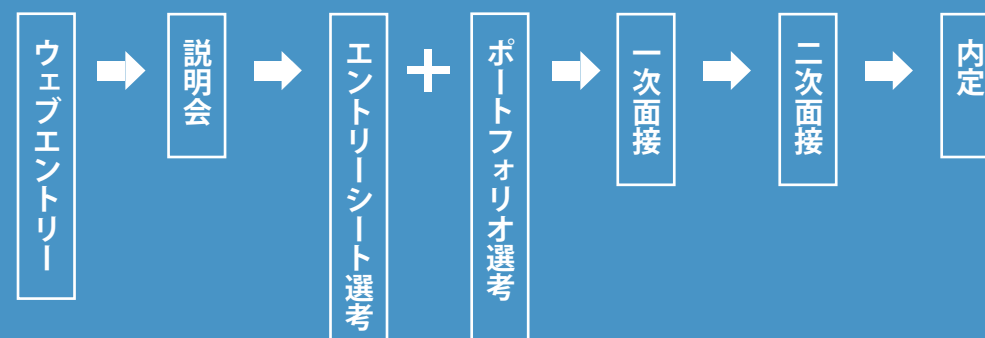 ウェブエントリー
説明会
エントリーシート選考
ポートフォリオ選考
一次面接
二次面接
内定